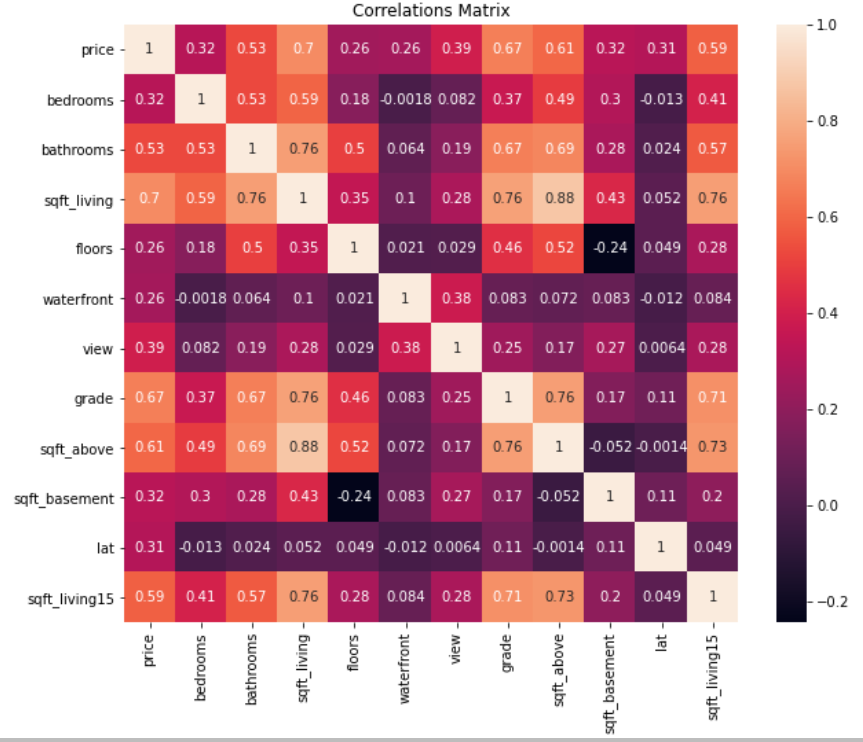 Correlations Matrix
price 1 0.32 0.53 0.7 0.26 0.26 0.39 0.67 0.61 0.32 0.31 0.59
bedrooms 0.32 1 0.53 0.59 0.18 -0.0018 0.082 0.37 0.49 0.3 -0.013 0.41
bathrooms 0.53 0.53 1 0.76 0.5 0.064 0.19 0.67 0.69 0.28 0.024 0.57
sqft_living 0.7 0.59 0.76 1 0.35 0.1 0.28 0.76 0.88 0.43 0.052 0.76
floors 0.26 0.18 0.5 0.35 1 0.021 0.029 0.46 0.52 -0.24 0.049 0.28
waterfront 0.26 -0.0018 0.064 0.1 0.021 1 0.38 0.083 0.072 0.083 -0.012 0.084
view 0.39 0.082 0.19 0.28 0.029 0.38 1 0.25 0.17 0.27 0.0064 0.28
grade 0.67 0.37 0.67 0.76 0.46 0.083 0.25 1 0.76 0.17 0.11 0.71
sqft_above 0.61 0.49 0.69 0.88 0.52 0.072 0.17 0.76 1 -0.052 -0.0014 0.73
sqft_basement 0.32 0.3 0.28 0.43 -0.24 0.083 0.27 0.17 -0.052 1 0.11 0.2
lat 0.31 -0.013 0.024 0.052 0.049 -0.012 0.0064 0.11 -0.0014 0.11 1 0.049
sqft_living15 0.59 0.41 0.57 0.76 0.28 0.084 0.28 0.71 0.73 0.2 0.049 1
price bedrooms bathrooms sqft_living floors waterfront view grade sqft_above sqft_basement lat sqft_living15
1.0
0.8
0.6
0.4
0.2
0.0
−0.2